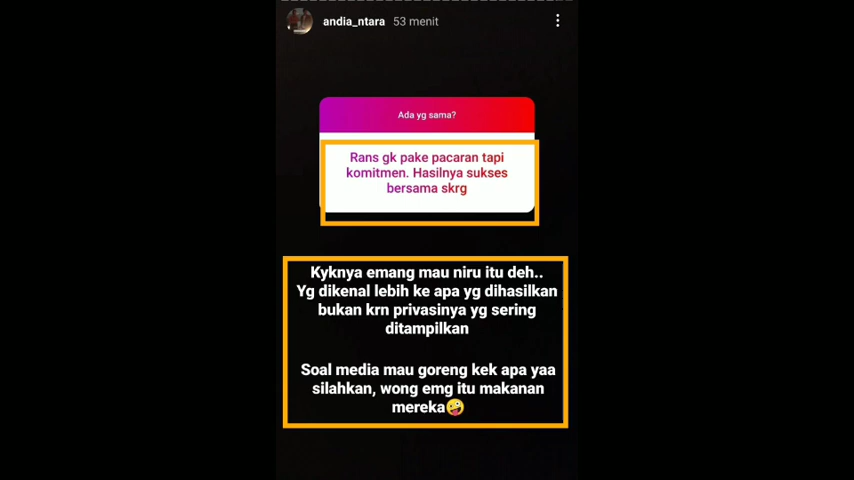 andia_ntara 53 menit
Ada yg sama?
Rans gk pake pacaran tapi
komitmen. Hasilnya sukses
bersama skrg
Kyknya emang mau niru itu deh..
Yg dikenal lebih ke apa yg dihasilkan
bukan krn privasinya yg sering
ditampilkan
Soal media mau goreng kek apa yaa
silahkan, wong emg itu makanan
mereka🤪